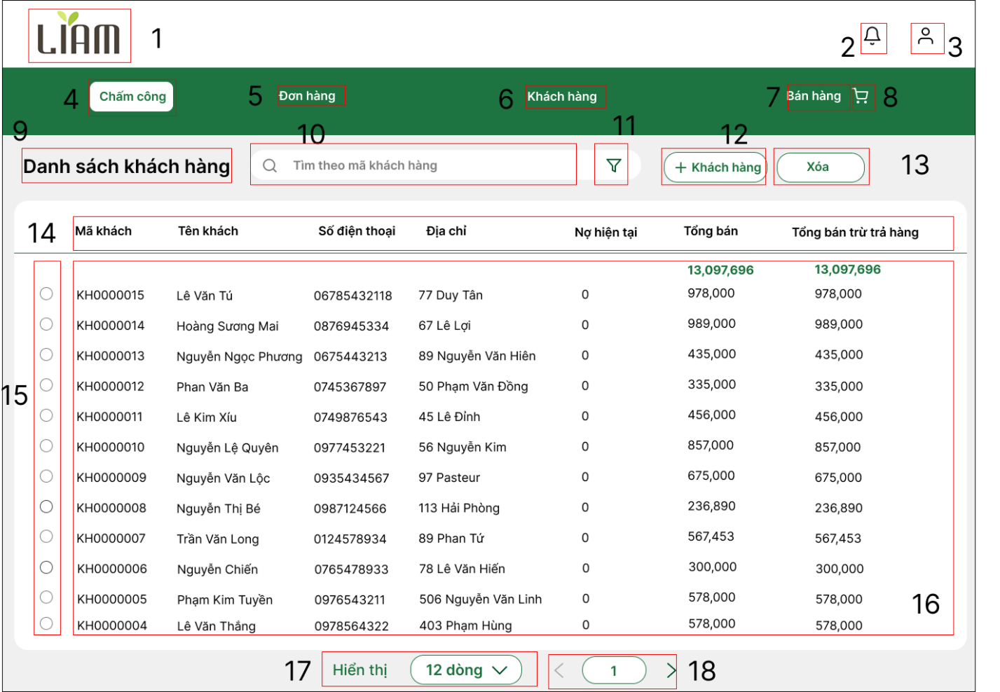 LIAM 1
2 3
4 Chấm công 5 Đơn hàng 6 Khách hàng 7 Bán hàng 8
9 10 11 12
Danh sách khách hàng Tìm theo mã khách hàng + Khách hàng Xóa 13
14 Mã khách Tên khách Số điện thoại Địa chỉ Nợ hiện tại Tổng bán Tổng bán trừ trả hàng
13,097,696 13,097,696
KH0000015 Lê Văn Tú 06785432118 77 Duy Tân 0 978,000 978,000
KH0000014 Hoàng Sương Mai 0876945334 67 Lê Lợi 0 989,000 989,000
KH0000013 Nguyễn Ngọc Phương 0675443213 89 Nguyễn Văn Hiên 0 435,000 435,000
15 KH0000012 Phan Văn Ba 0745367897 50 Phạm Văn Đồng 0 335,000 335,000
KH0000011 Lê Kim Xíu 0749876543 45 Lê Đỉnh 0 456,000 456,000
KH0000010 Nguyễn Lệ Quyên 0977453221 56 Nguyễn Kim 0 857,000 857,000
KH0000009 Nguyễn Văn Lộc 0935434567 97 Pasteur 0 675,000 675,000
KH0000008 Nguyễn Thị Bé 0987124566 113 Hải Phòng 0 236,890 236,890
KH0000007 Trần Văn Long 0124578934 89 Phan Tứ 0 567,453 567,453
KH0000006 Nguyễn Chiến 0765478933 78 Lê Văn Hiến 0 300,000 300,000
KH0000005 Phạm Kim Tuyền 0976543211 506 Nguyễn Văn Linh 0 578,000 578,000 16
KH0000004 Lê Văn Thắng 0978564322 403 Phạm Hùng 0 578,000 578,000
17 Hiển thị 12 dòng 1 18